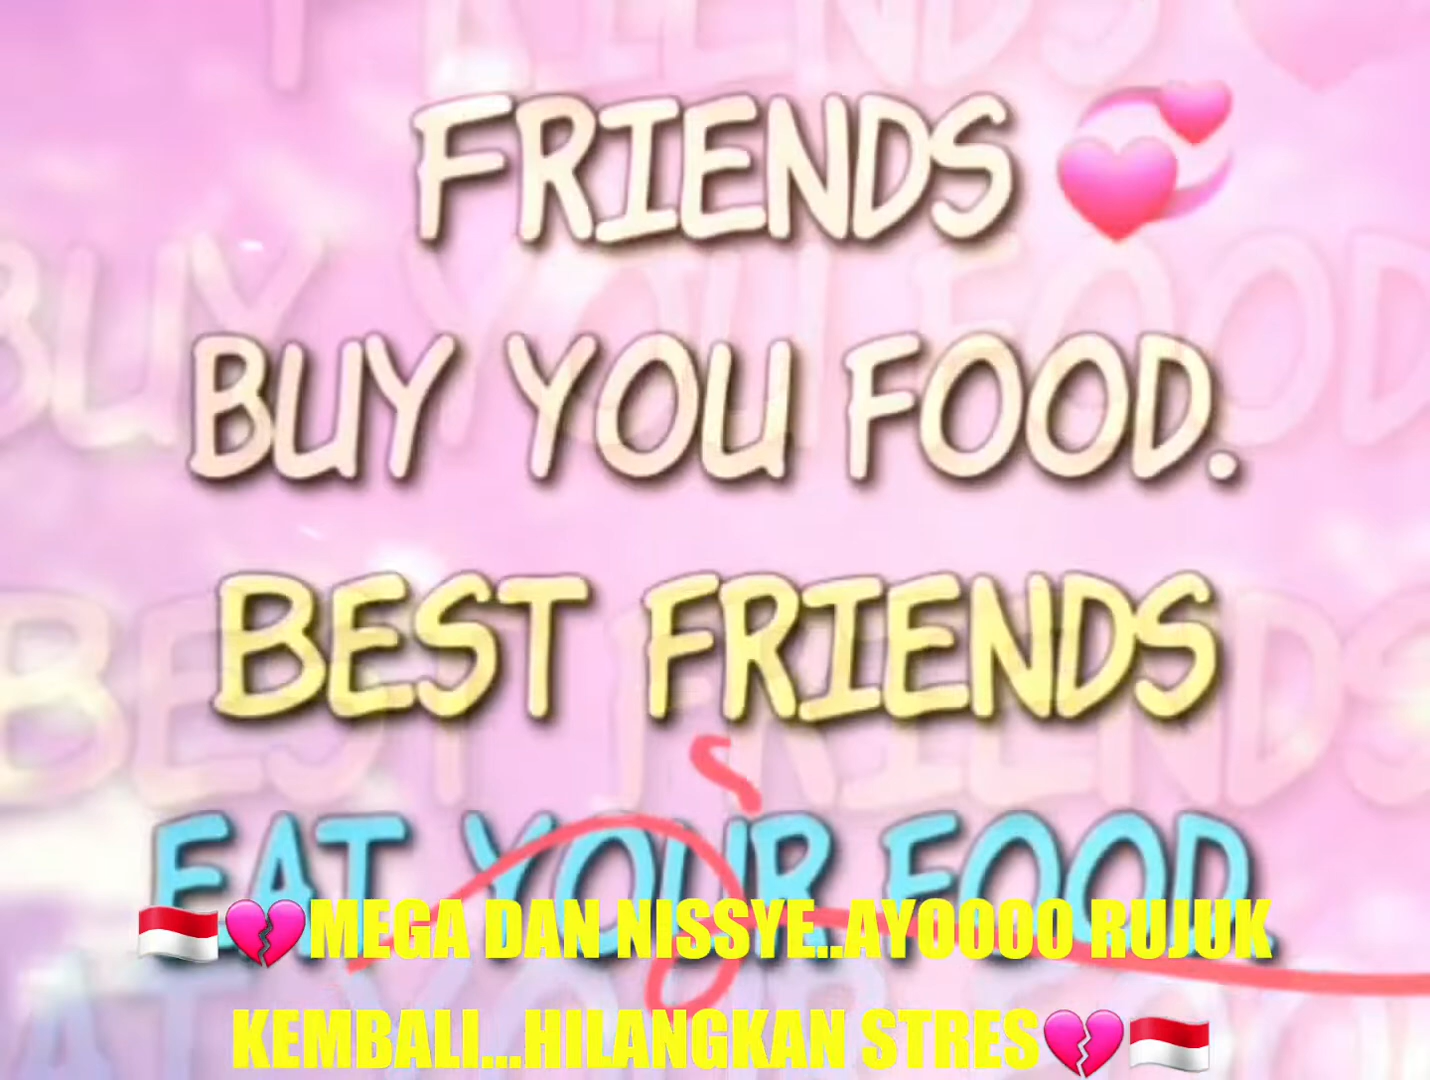 FRIENDS 💞
BUY YOU FOOD.
BEST FRIENDS
EAT YOUR FOOD
🇮🇩💔MEGA DAN NISSYE..AYOOOO RUJUK
KEMBALI...HILANGKAN STRES💔🇮🇩